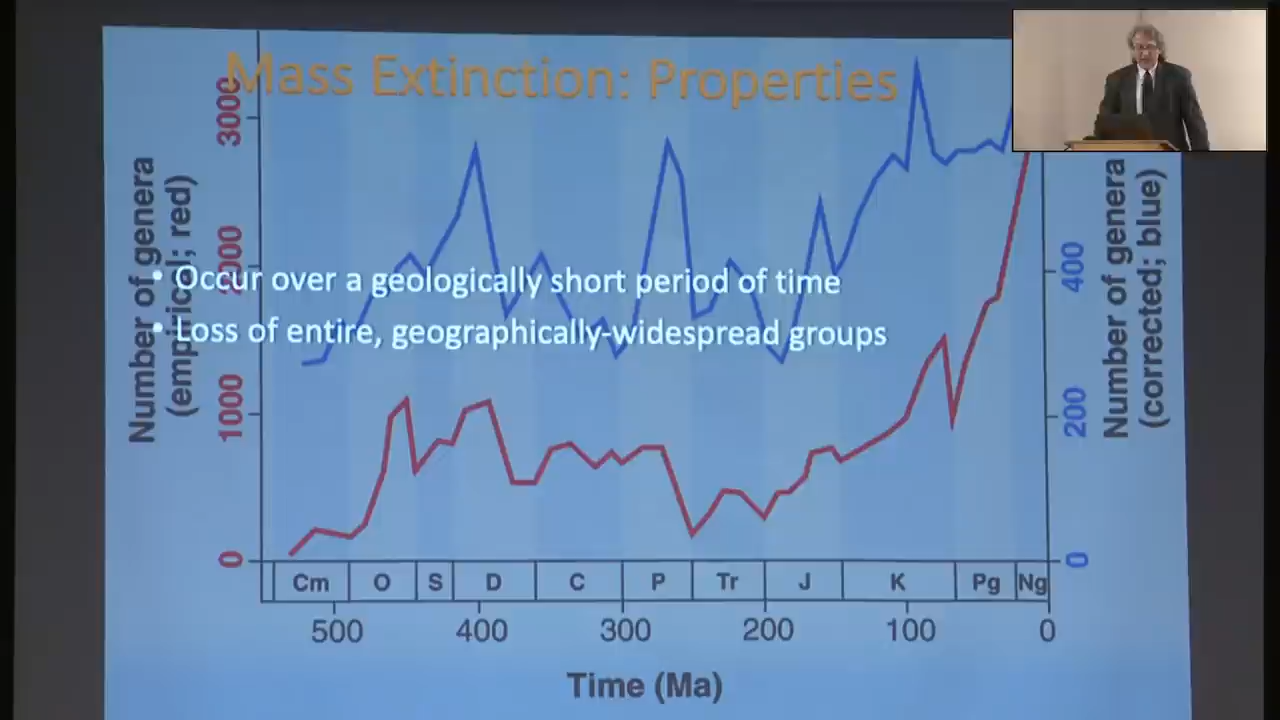 Mass Extinction: Properties
• Occur over a geologically short period of time
• Loss of entire, geographically-widespread groups
Number of genera
(empirical; red)
3000
2000
1000
0
Number of genera
(corrected; blue)
400
200
0
Cm O S D C P Tr J K Pg Ng
500 400 300 200 100 0
Time (Ma)